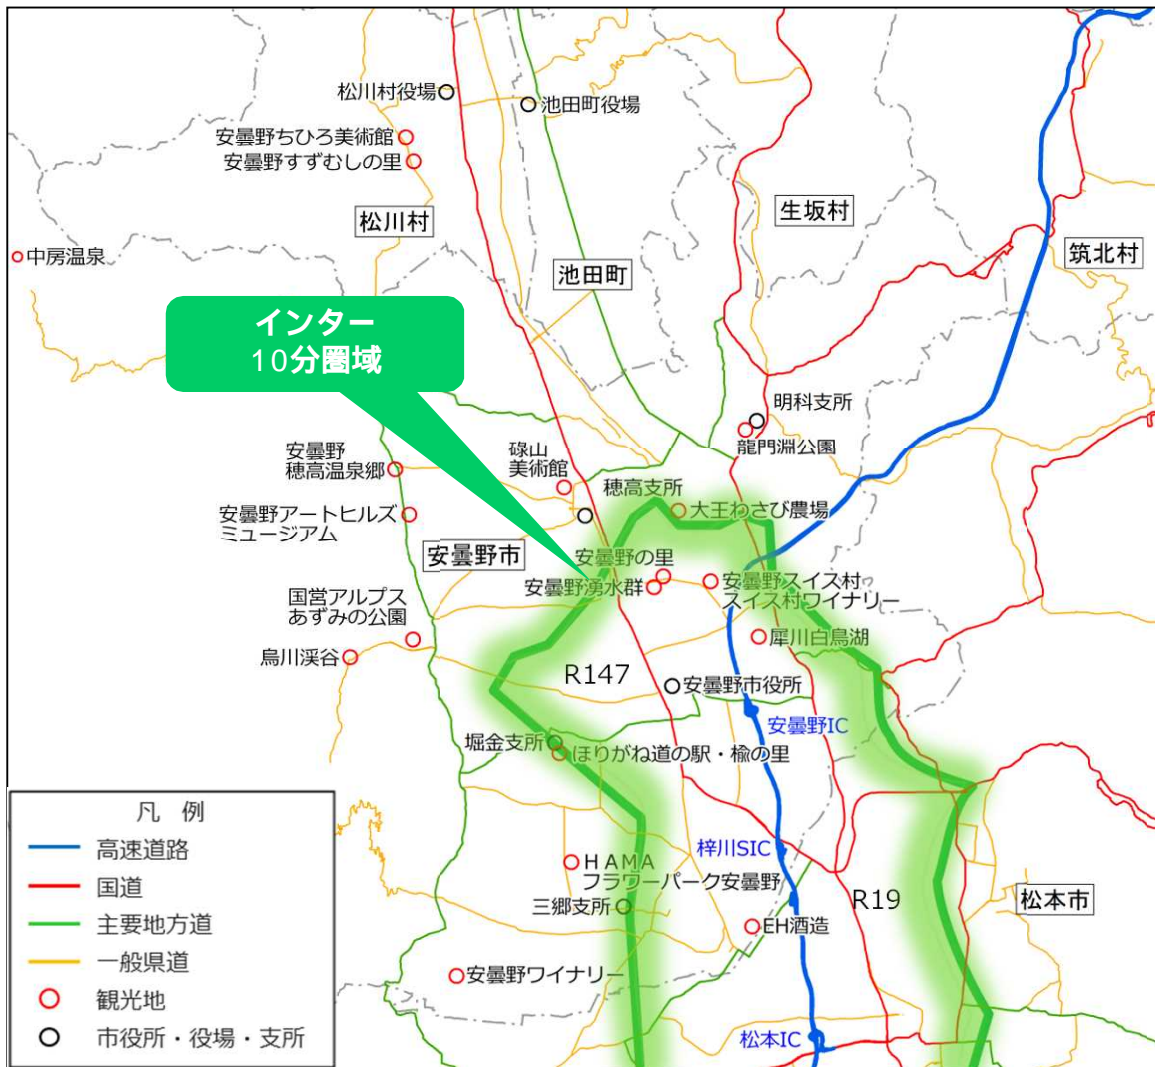 松川村役場
池田町役場
安曇野ちひろ美術館
安曇野すずむしの里
松川村
生坂村
筑北村
中房温泉
池田町
インター
10分圏域
明科支所
龍門淵公園
安曇野
穂高温泉郷
碌山
美術館
穂高支所
大王わさび農場
安曇野アートヒルズ
ミュージアム
安曇野市
安曇野の里
安曇野湧水群
安曇野スイス村
スイス村ワイナリー
国営アルプス
あずみの公園
犀川白鳥湖
烏川渓谷
R147
安曇野市役所
安曇野IC
堀金支所
ほりがね道の駅・楡の里
梓川SIC
HAMA
フラワーパーク安曇野
三郷支所
R19
松本市
EH酒造
安曇野ワイナリー
松本IC
凡 例
高速道路
国道
主要地方道
一般県道
観光地
市役所・役場・支所